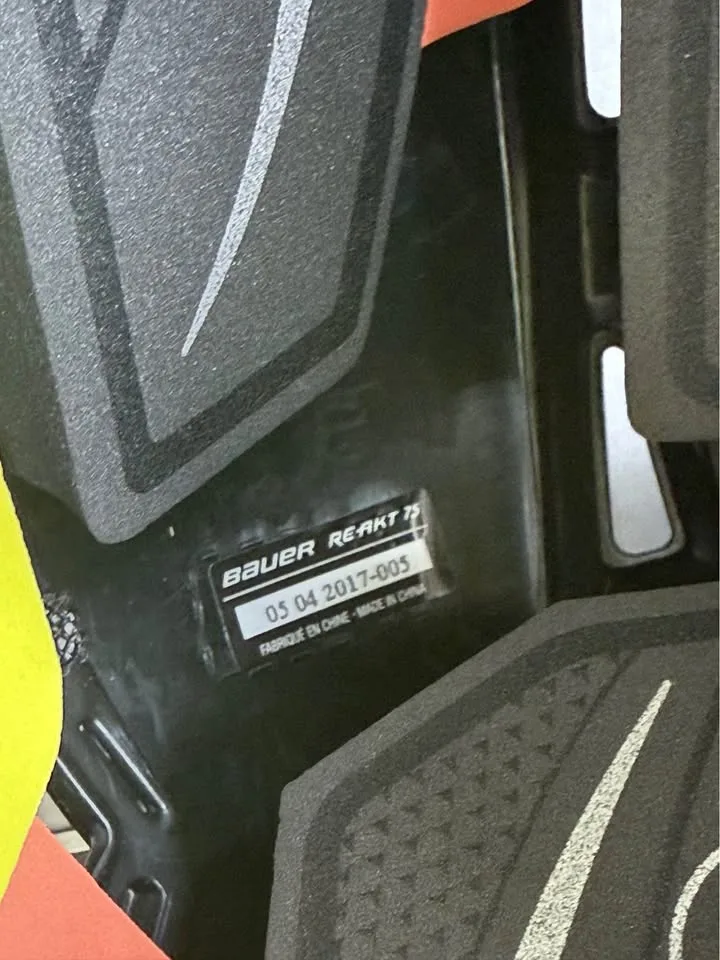 BAUER RE-AKT 75
05 04 2017-005
FABRIQUÉ EN CHINE - MADE IN CHINA